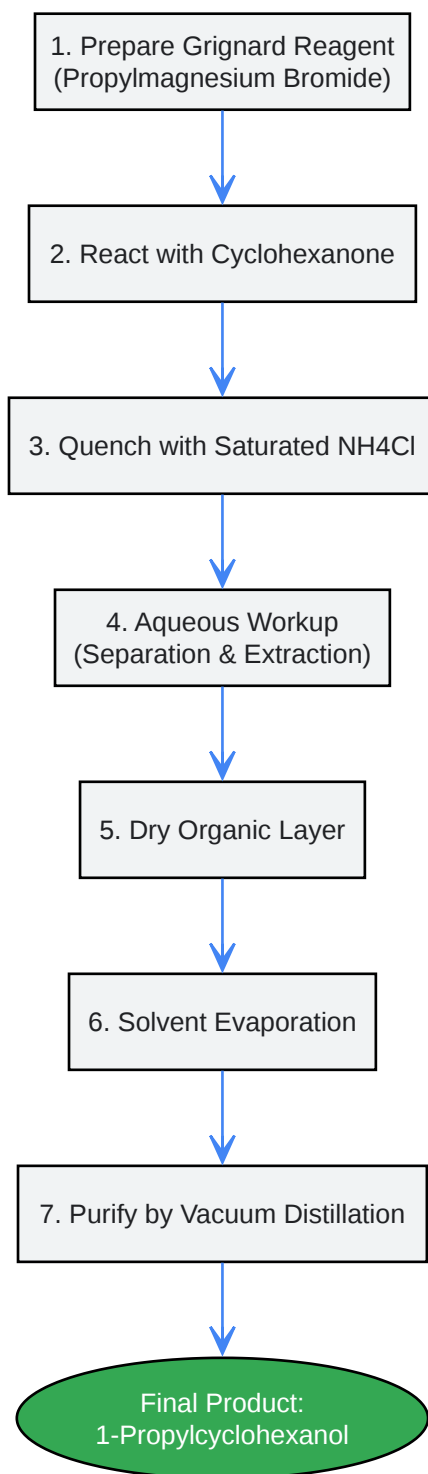 1. Prepare Grignard Reagent
(Propylmagnesium Bromide)
2. React with Cyclohexanone
3. Quench with Saturated NH4Cl
4. Aqueous Workup
(Separation & Extraction)
5. Dry Organic Layer
6. Solvent Evaporation
7. Purify by Vacuum Distillation
Final Product:
1-Propylcyclohexanol